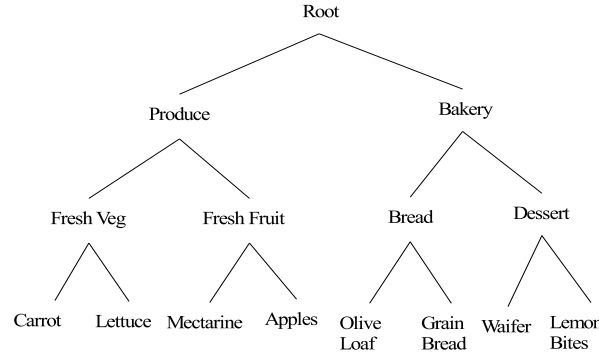 Root
Produce
Bakery
Fresh Veg
Fresh Fruit
Bread
Dessert
Carrot
Lettuce
Mectarine
Apples
Olive
Loaf
Grain
Bread
Waifer
Lemon
Bites